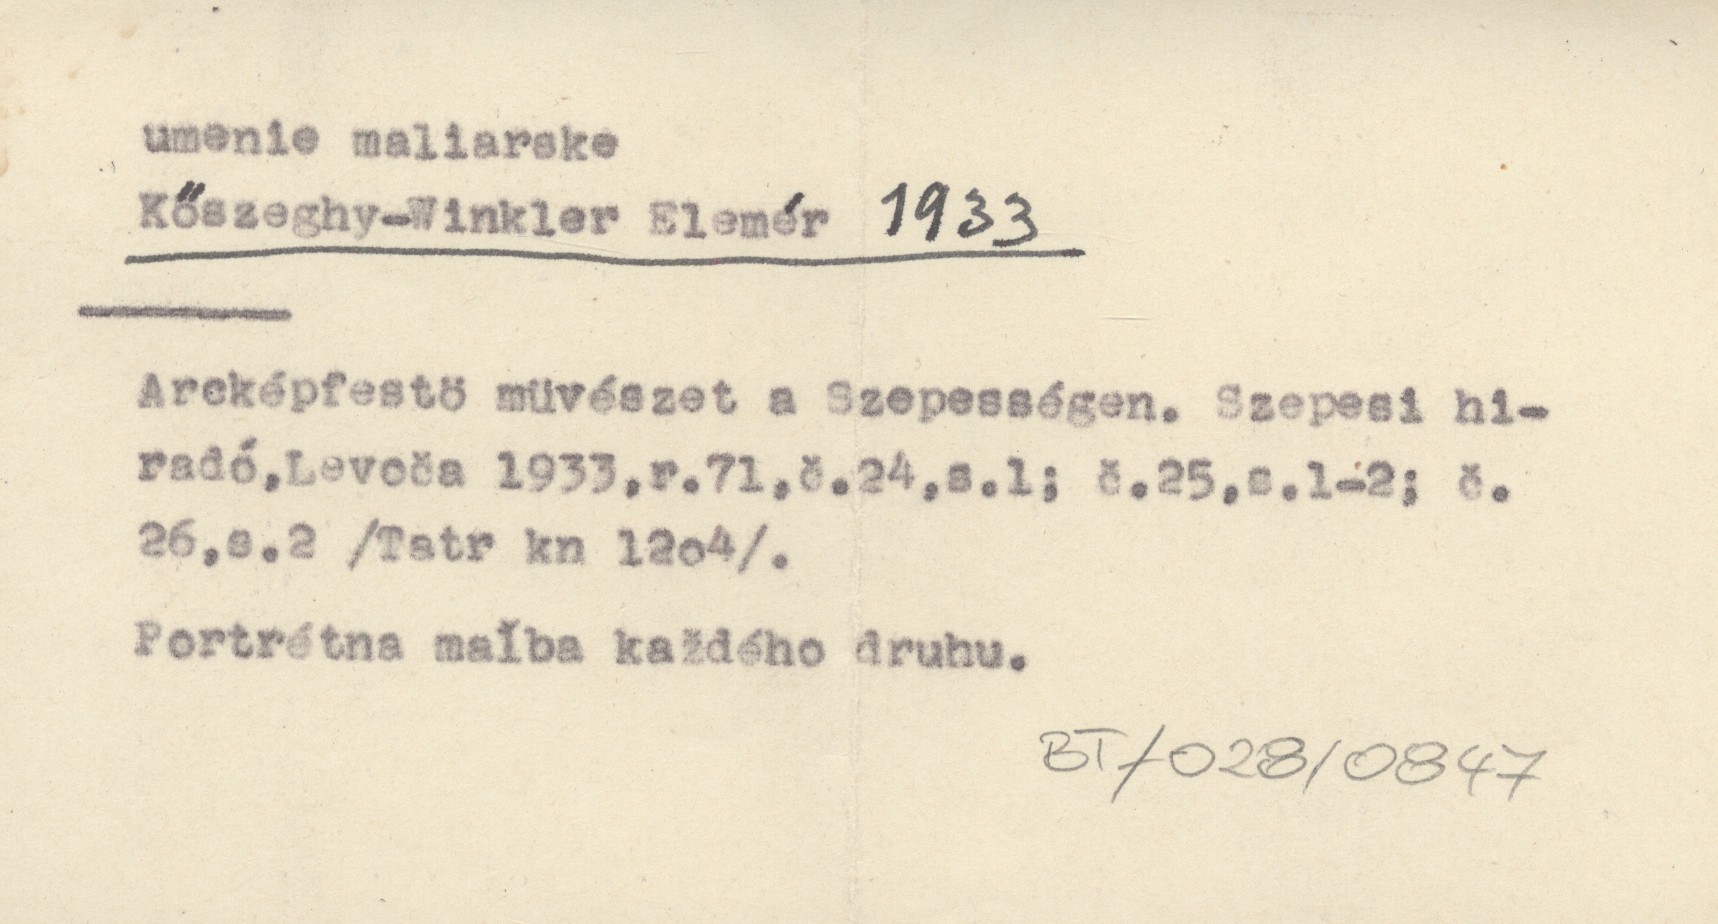 umenie maliarske
Kőszeghy-Winkler Elemér 1933
Arcképfestö müvészet a Szepességen. Szepesi hi-
radó,Levoča 1933,r.71,č.24,s.1; č.25,s.1-2; č.
26,s.2 /Tatr kn 12o4/.
Portrétna maľba každého druhu.
BT/028/0847